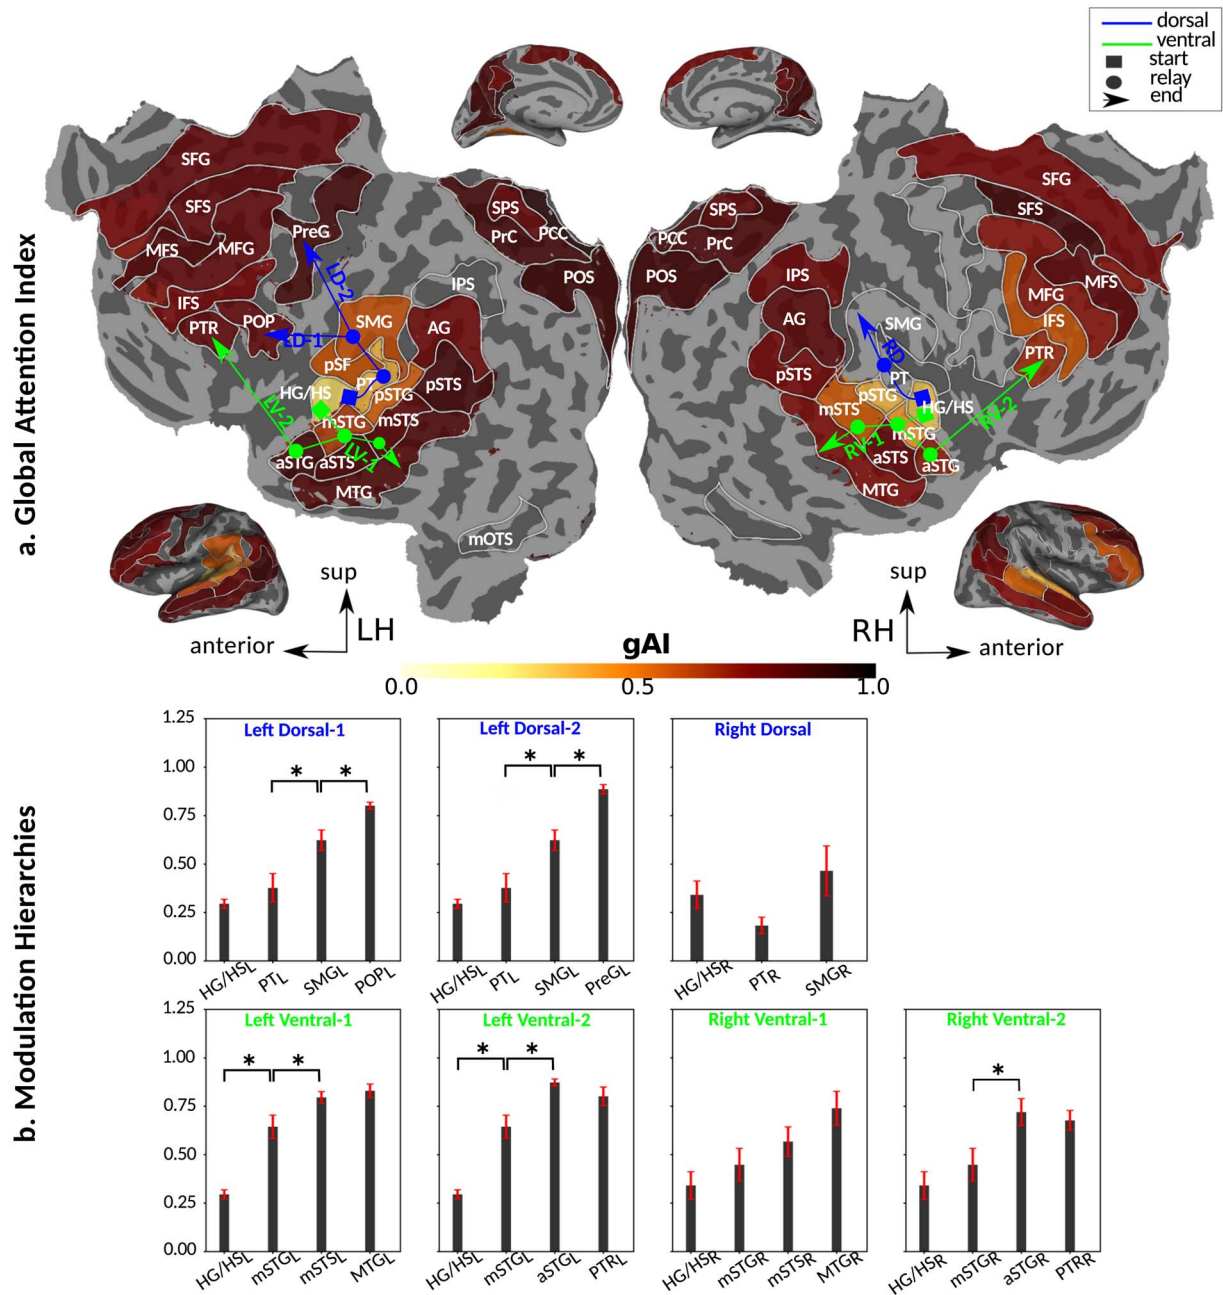 dorsal
ventral
start
relay
end
a. Global Attention Index
SFG
SFS
MFS
MFG
PreG
IFS
PTR
POP
LD-2
LD-1
SMG
pSF
HG/HS
PT
pSTG
mSTG
mSTS
LV-2
LV-1
aSTG
aSTS
MTG
AG
pSTS
IPS
SPS
PrC
PCC
POS
mOTS
SPS
PCC
PrC
POS
IPS
AG
pSTS
SMG
RD
PT
pSTG
HG/HS
mSTS
mSTG
RV-1
aSTS
aSTG
MTG
RV-2
SFG
SFS
MFS
MFG
IFS
PTR
sup
LH
anterior
sup
RH
anterior
gAI
0.0 0.5 1.0
b. Modulation Hierarchies
1.25
1.00
0.75
0.50
0.25
0.00
Left Dorsal-1
* *
HG/HSL PTL SMGL POPL
Left Dorsal-2
* *
HG/HSL PTL SMGL PreGL
Right Dorsal
HG/HSR PTR SMGR
1.25
1.00
0.75
0.50
0.25
0.00
Left Ventral-1
* *
HG/HSL mSTGL mSTSL MTGL
Left Ventral-2
* *
HG/HSL mSTGL aSTGL PTRL
Right Ventral-1
HG/HSR mSTGR mSTSR MTGR
Right Ventral-2
*
HG/HSR mSTGR aSTGR PTRR